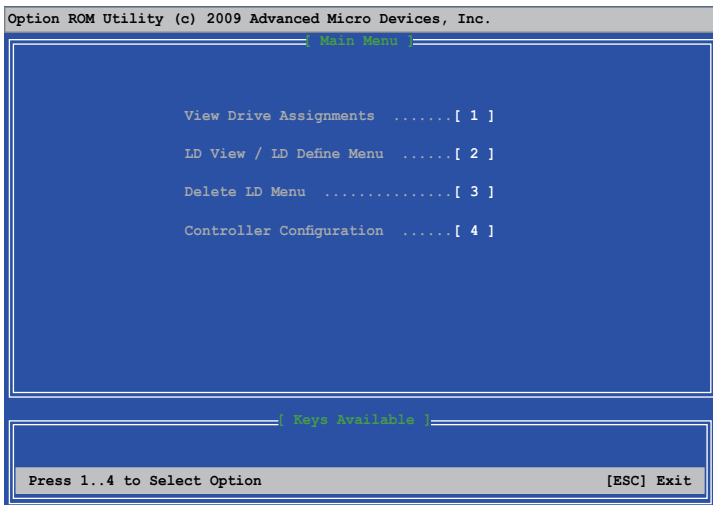 Option ROM Utility (c) 2009 Advanced Micro Devices, Inc.
[ Main Menu ]
View Drive Assignments .......[ 1 ]
LD View / LD Define Menu ......[ 2 ]
Delete LD Menu ...............[ 3 ]
Controller Configuration ......[ 4 ]
[ Keys Available ]
Press 1..4 to Select Option [ESC] Exit